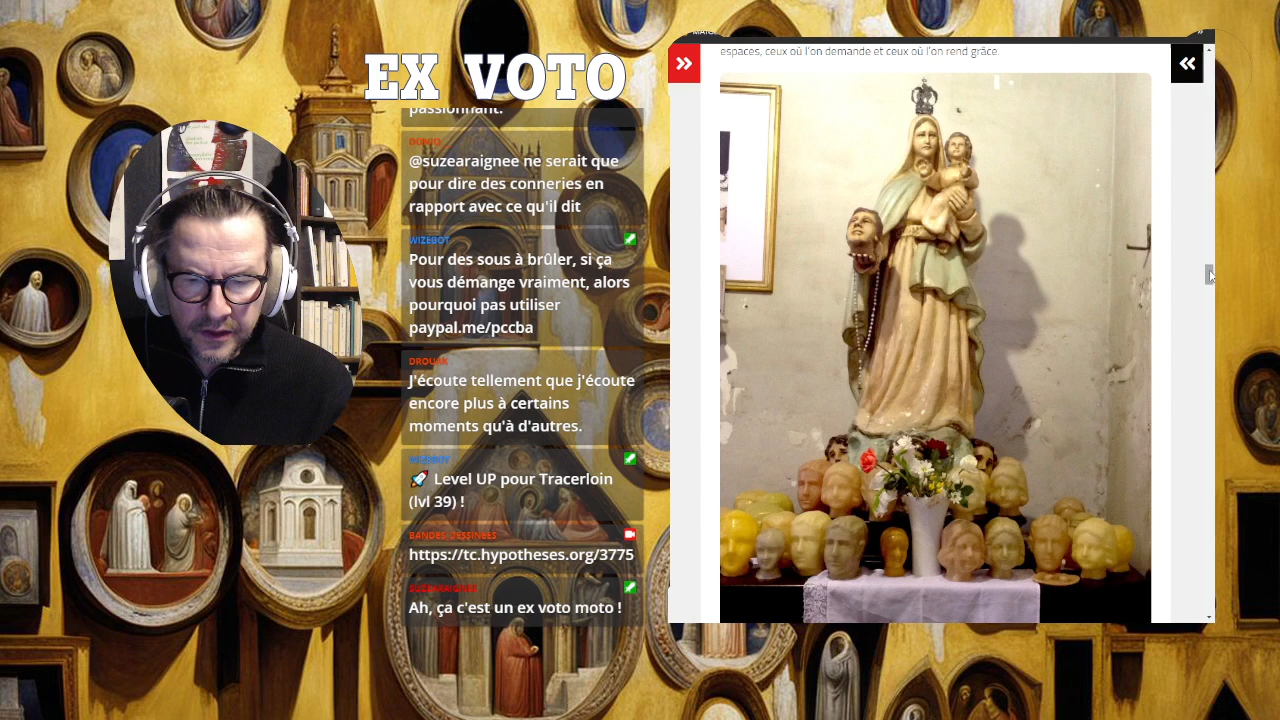 EX VOTO
passionnant.
@suzearaignee ne serait que
pour dire des conneries en
rapport avec ce qu'il dit
WIZEBOT
Pour des sous à brûler, si ça
vous démange vraiment, alors
pourquoi pas utiliser
paypal.me/pccba
J'écoute tellement que j'écoute
encore plus à certains
moments qu'à d'autres.
WIZEBOT
🚀 Level UP pour Tracerloin
(lvl 39) !
BANDES_DESSINEES
https://tc.hypotheses.org/3775
SUZEARAIGNEE
Ah, ça c'est un ex voto moto !
espaces, ceux où l'on demande et ceux où l'on rend grâce.